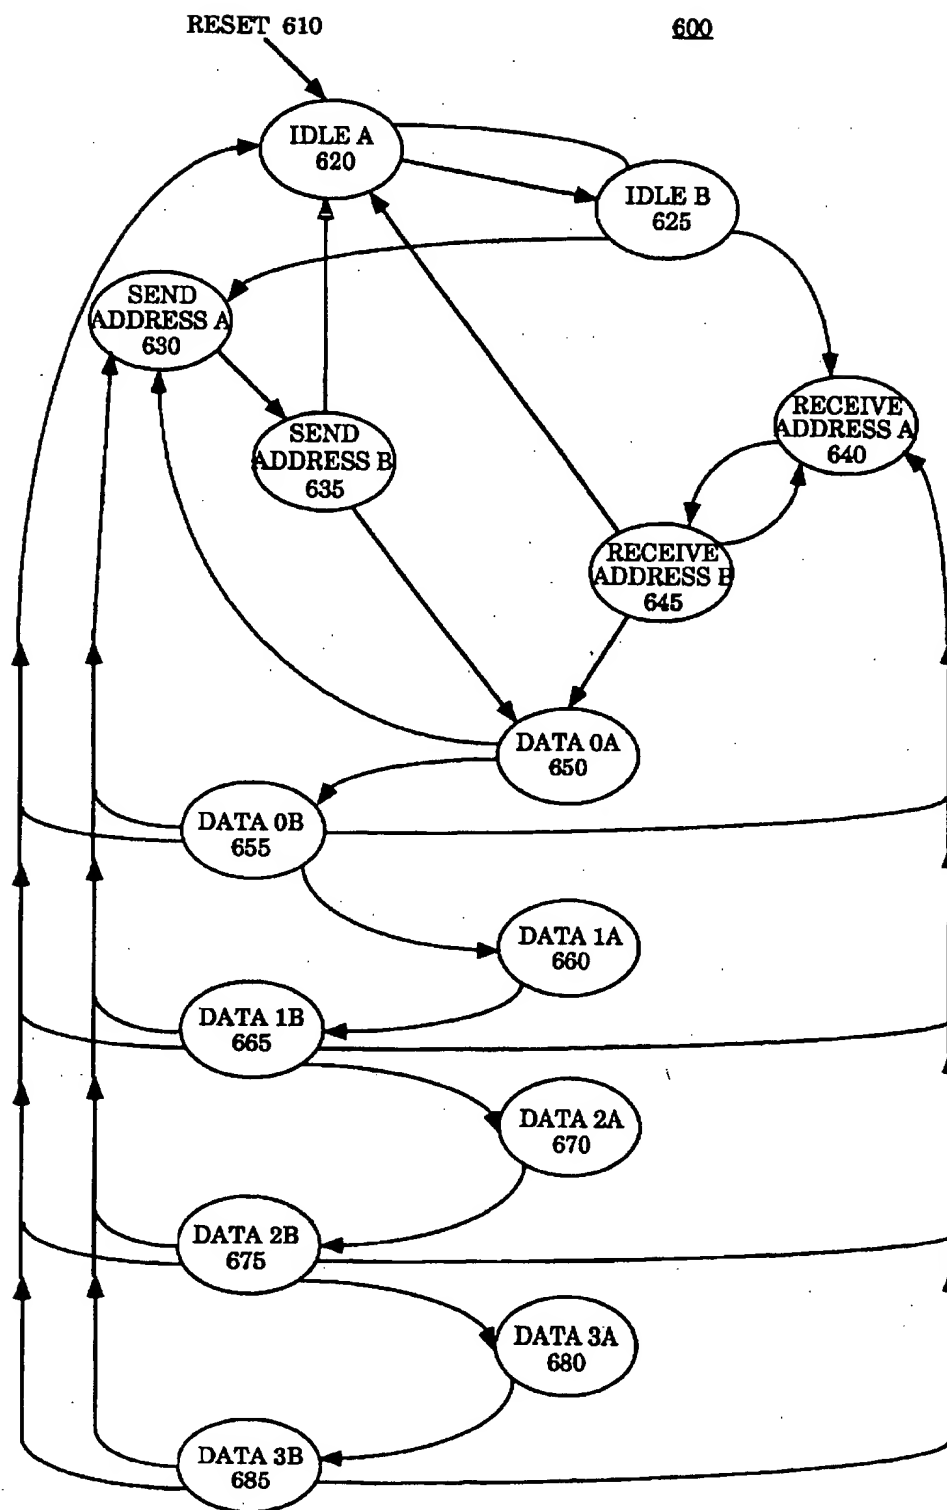 RESET 610
600
IDLE A
620
IDLE B
625
SEND
ADDRESS A
630
SEND
ADDRESS B
635
RECEIVE
ADDRESS A
640
RECEIVE
ADDRESS B
645
DATA 0A
650
DATA 0B
655
DATA 1A
660
DATA 1B
665
DATA 2A
670
DATA 2B
675
DATA 3A
680
DATA 3B
685